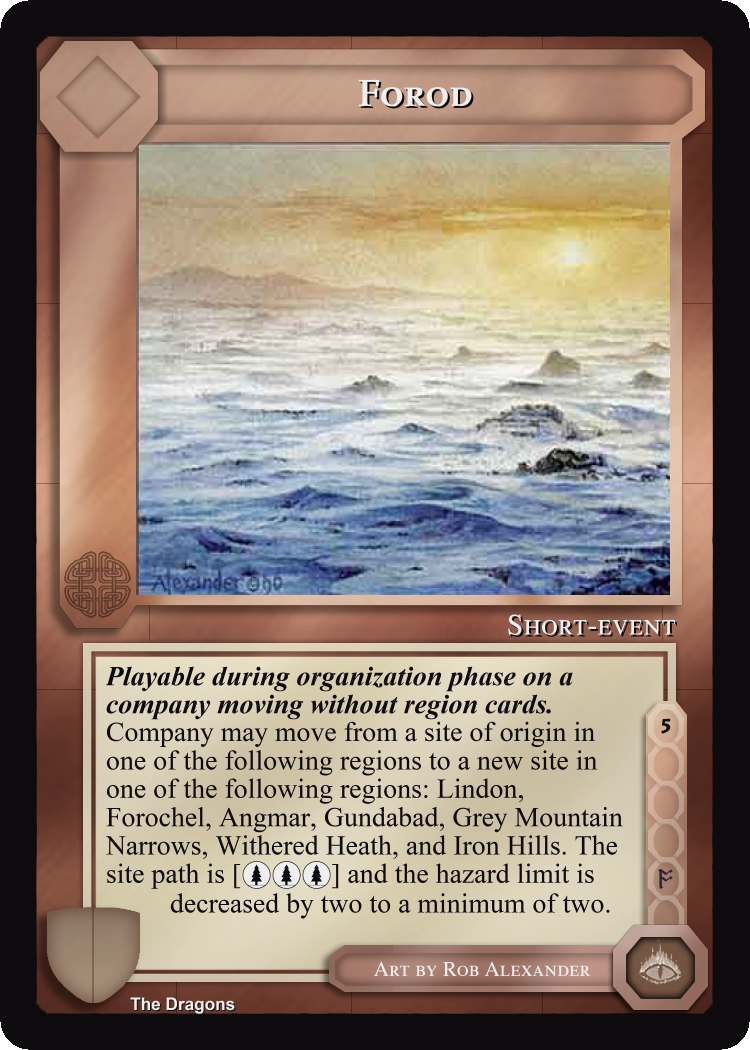 Forod
Alexander ©90
Short-event
Playable during organization phase on a
company moving without region cards.
Company may move from a site of origin in
one of the following regions to a new site in
one of the following regions: Lindon,
Forochel, Angmar, Gundabad, Grey Mountain
Narrows, Withered Heath, and Iron Hills. The
site path is [ ] and the hazard limit is
decreased by two to a minimum of two.
5
Art by Rob Alexander
The Dragons